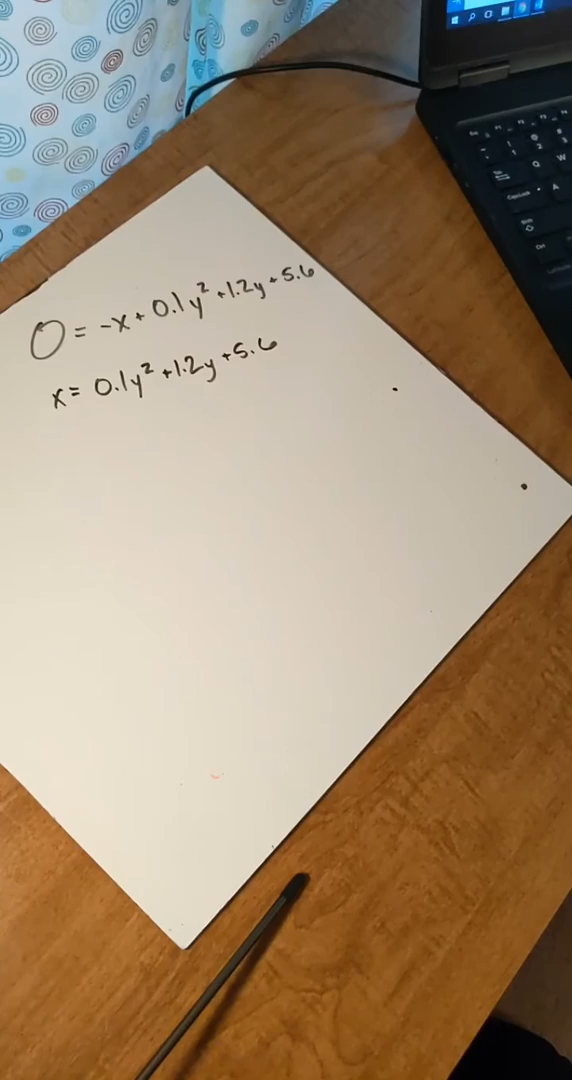 0 = -x + 0.1y² + 1.2y + 5.6
x = 0.1y² + 1.2y + 5.6